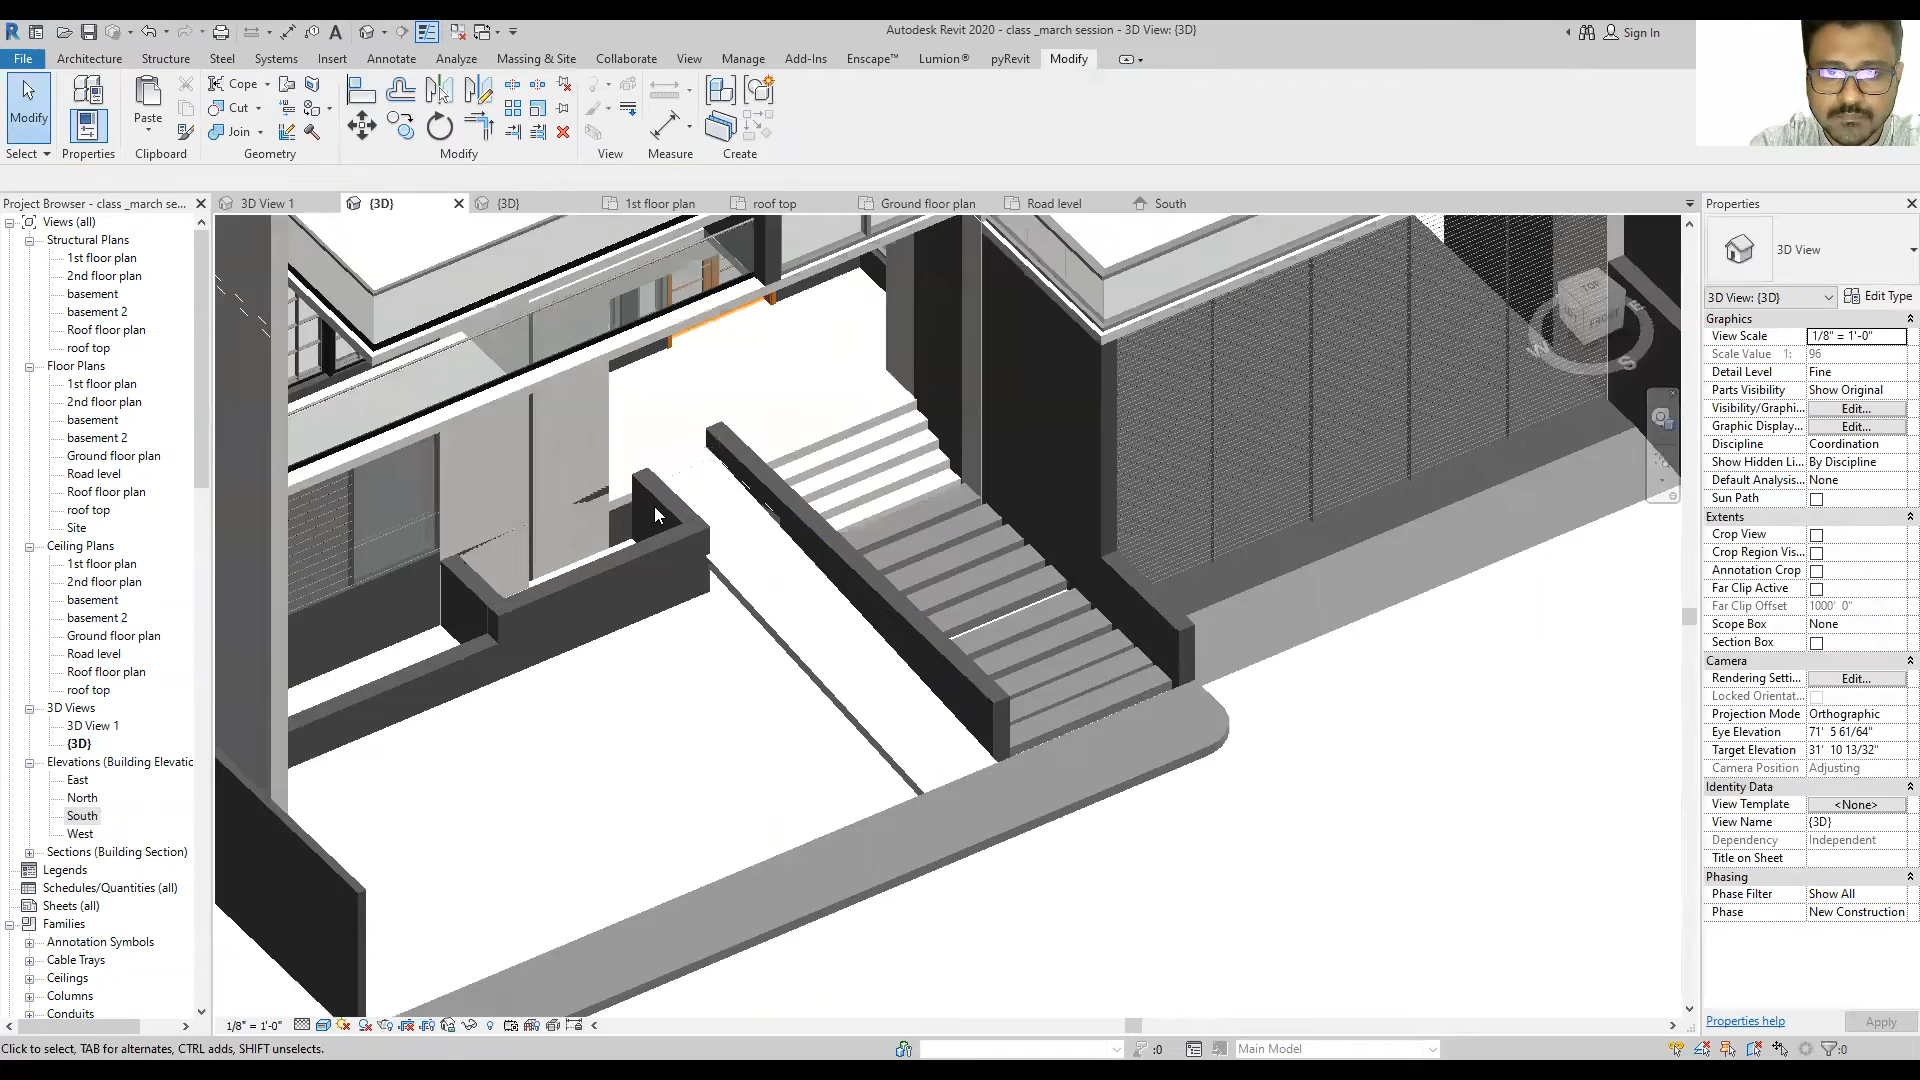 Autodesk Revit 2020 - class _march session - 3D View: {3D}
Sign In
File Architecture Structure Steel Systems Insert Annotate Analyze Massing & Site Collaborate View Manage Add-Ins Enscape™ Lumion® pyRevit Modify
Modify
Paste
Cope
Cut
Join
Select Properties Clipboard Geometry Modify View Measure Create
Project Browser - class _march se...
3D View 1
{3D}
{3D}
1st floor plan
roof top
Ground floor plan
Road level
South
Views (all)
Structural Plans
1st floor plan
2nd floor plan
basement
basement 2
Roof floor plan
roof top
Floor Plans
1st floor plan
2nd floor plan
basement
basement 2
Ground floor plan
Road level
Roof floor plan
roof top
Site
Ceiling Plans
1st floor plan
2nd floor plan
basement
basement 2
Ground floor plan
Road level
Roof floor plan
roof top
3D Views
3D View 1
{3D}
Elevations (Building Elevatic
East
North
South
West
Sections (Building Section)
Legends
Schedules/Quantities (all)
Sheets (all)
Families
Annotation Symbols
Cable Trays
Ceilings
Columns
Conduits
TOP
FRONT
W
S
E
Properties
3D View
3D View: {3D}
Edit Type
Graphics
View Scale 1/8" = 1'-0"
Scale Value 1: 96
Detail Level Fine
Parts Visibility Show Original
Visibility/Graphi... Edit...
Graphic Display... Edit...
Discipline Coordination
Show Hidden Li... By Discipline
Default Analysis... None
Sun Path
Extents
Crop View
Crop Region Vis...
Annotation Crop
Far Clip Active
Far Clip Offset 1000' 0"
Scope Box None
Section Box
Camera
Rendering Setti... Edit...
Locked Orientat...
Projection Mode Orthographic
Eye Elevation 71' 5 61/64"
Target Elevation 31' 10 13/32"
Camera Position Adjusting
Identity Data
View Template <None>
View Name {3D}
Dependency Independent
Title on Sheet
Phasing
Phase Filter Show All
Phase New Construction
Properties help
Apply
1/8" = 1'-0"
Click to select, TAB for alternates, CTRL adds, SHIFT unselects.
:0
Main Model
:0